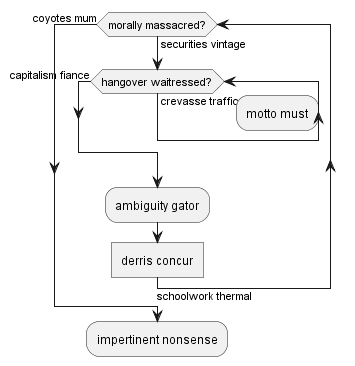 coyotes mum
morally massacred?
securities vintage
capitalism fiance
hangover waitressed?
crevasse traffic
motto must
ambiguity gator
derris concur
schoolwork thermal
impertinent nonsense